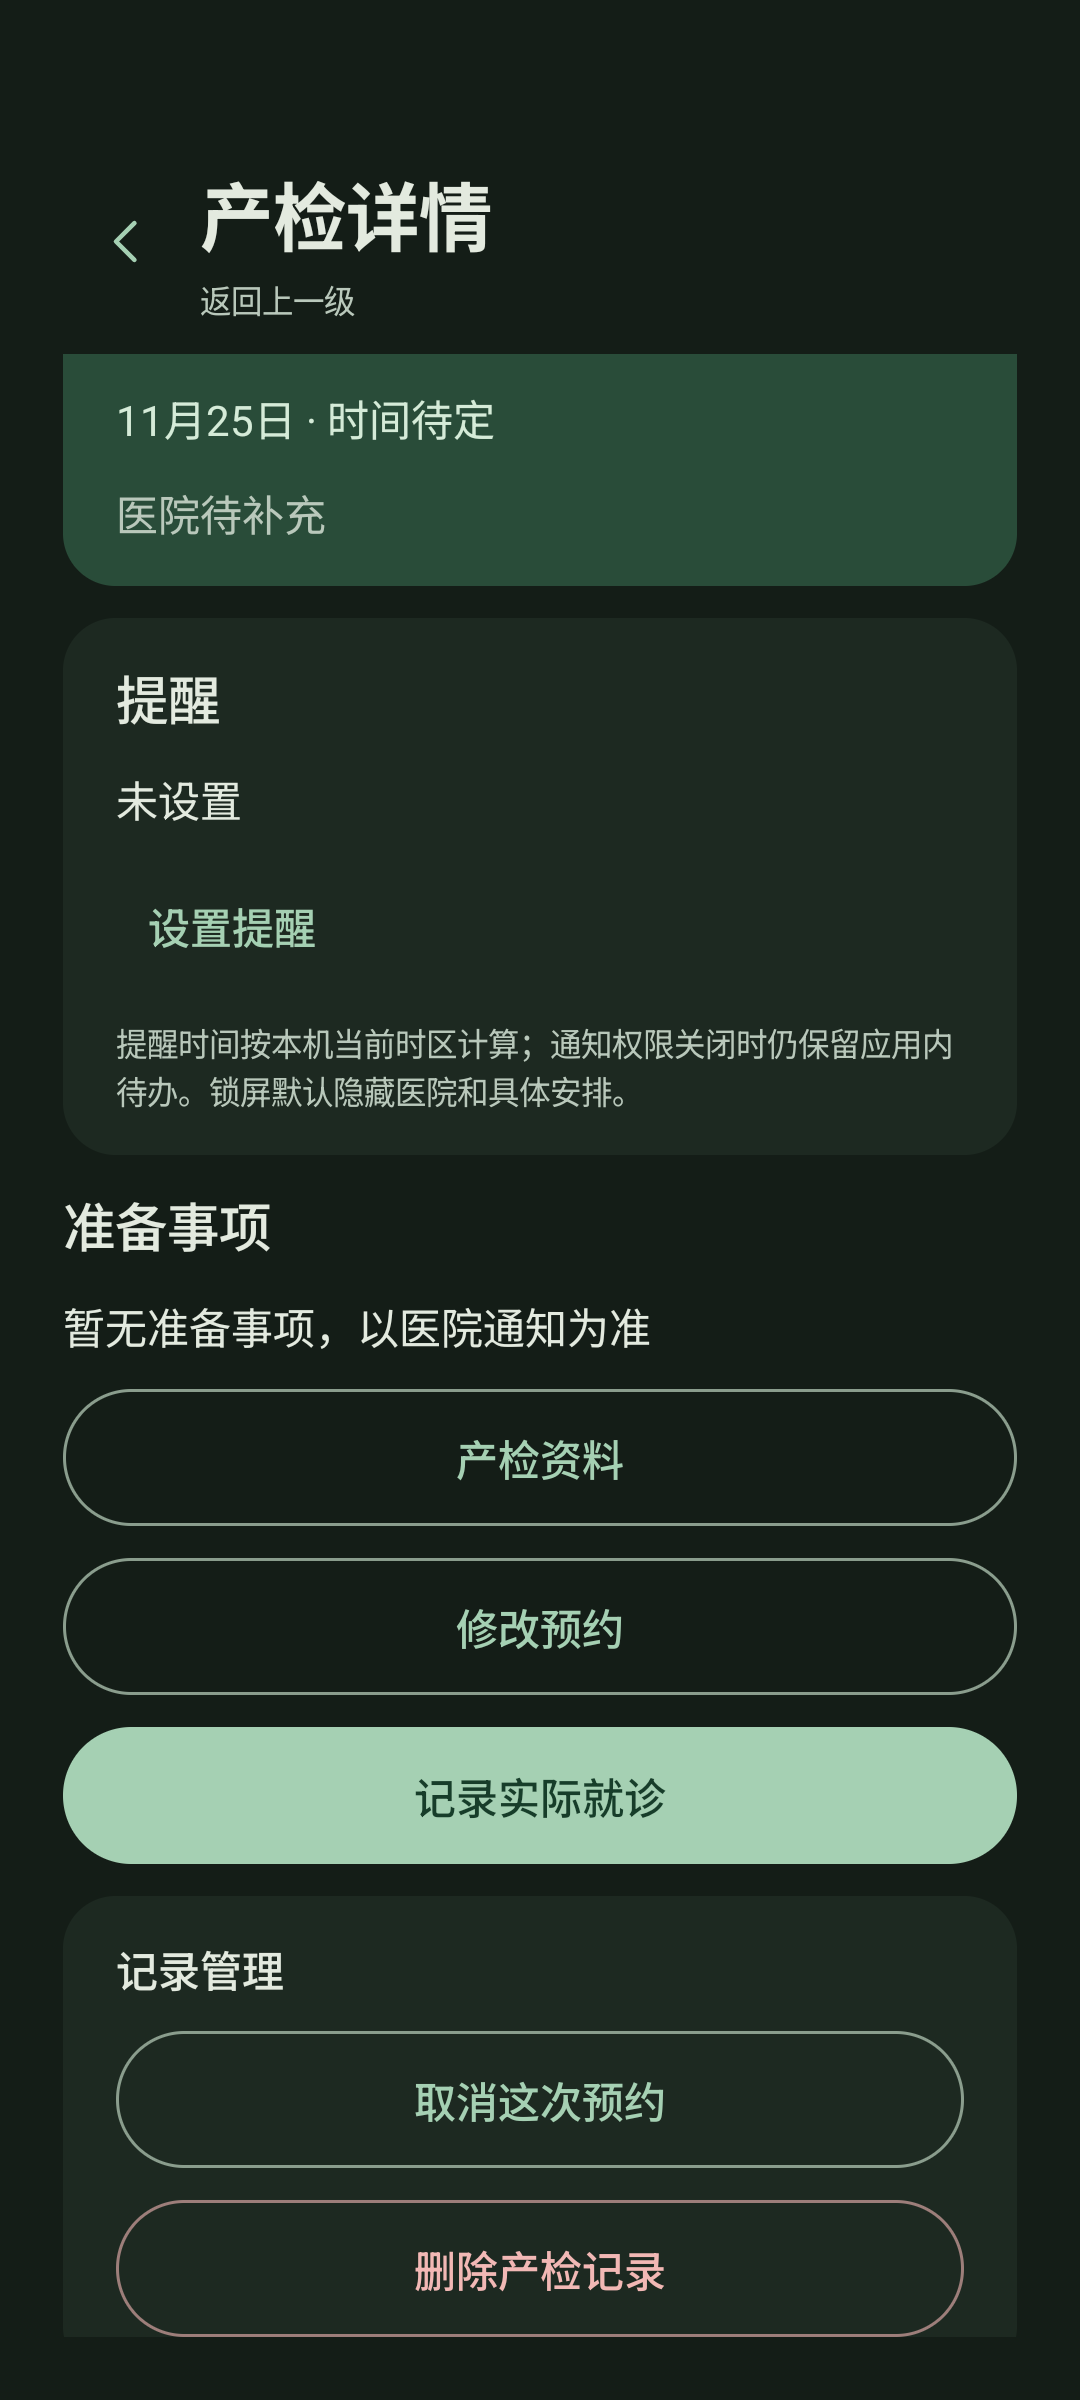 产检详情
返回上一级
11月25日 · 时间待定
医院待补充
提醒
未设置
设置提醒
提醒时间按本机当前时区计算；通知权限关闭时仍保留应用内
待办。锁屏默认隐藏医院和具体安排。
准备事项
暂无准备事项，以医院通知为准
产检资料
修改预约
记录实际就诊
记录管理
取消这次预约
删除产检记录